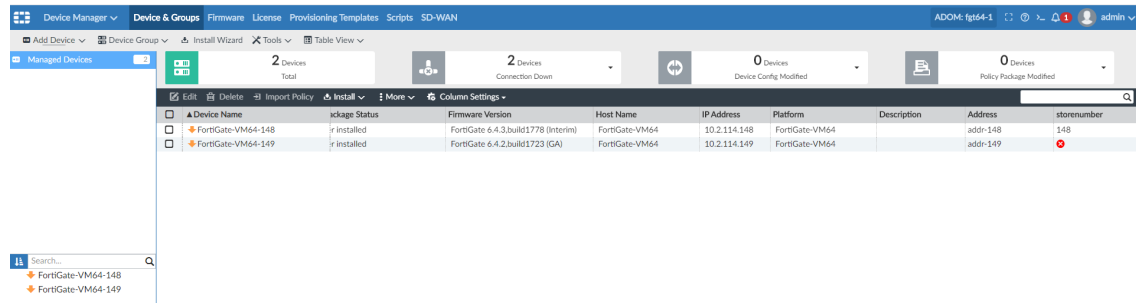 Device Manager Device & Groups Firmware License Provisioning Templates Scripts SD-WAN ADOM: fgt64-1 1 admin
Add Device Device Group Install Wizard Tools Table View
Managed Devices 2
2 Devices
Total
2 Devices
Connection Down
0 Devices
Device Config Modified
0 Devices
Policy Package Modified
Edit Delete Import Policy Install More Column Settings
Device Name ackage Status Firmware Version Host Name IP Address Platform Description Address storenumber
FortiGate-VM64-148 r installed FortiGate 6.4.3,build1778 (Interim) FortiGate-VM64 10.2.114.148 FortiGate-VM64 addr-148 148
FortiGate-VM64-149 r installed FortiGate 6.4.2,build1723 (GA) FortiGate-VM64 10.2.114.149 FortiGate-VM64 addr-149
Search...
FortiGate-VM64-148
FortiGate-VM64-149